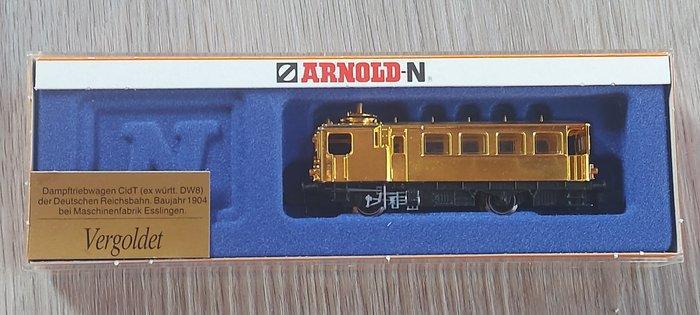 ARNOLD-N®
N
Dampftriebwagen CidT (ex württ. DW8)
der Deutschen Reichsbahn. Baujahr 1904
bei Maschinenfabrik Esslingen.
Vergoldet